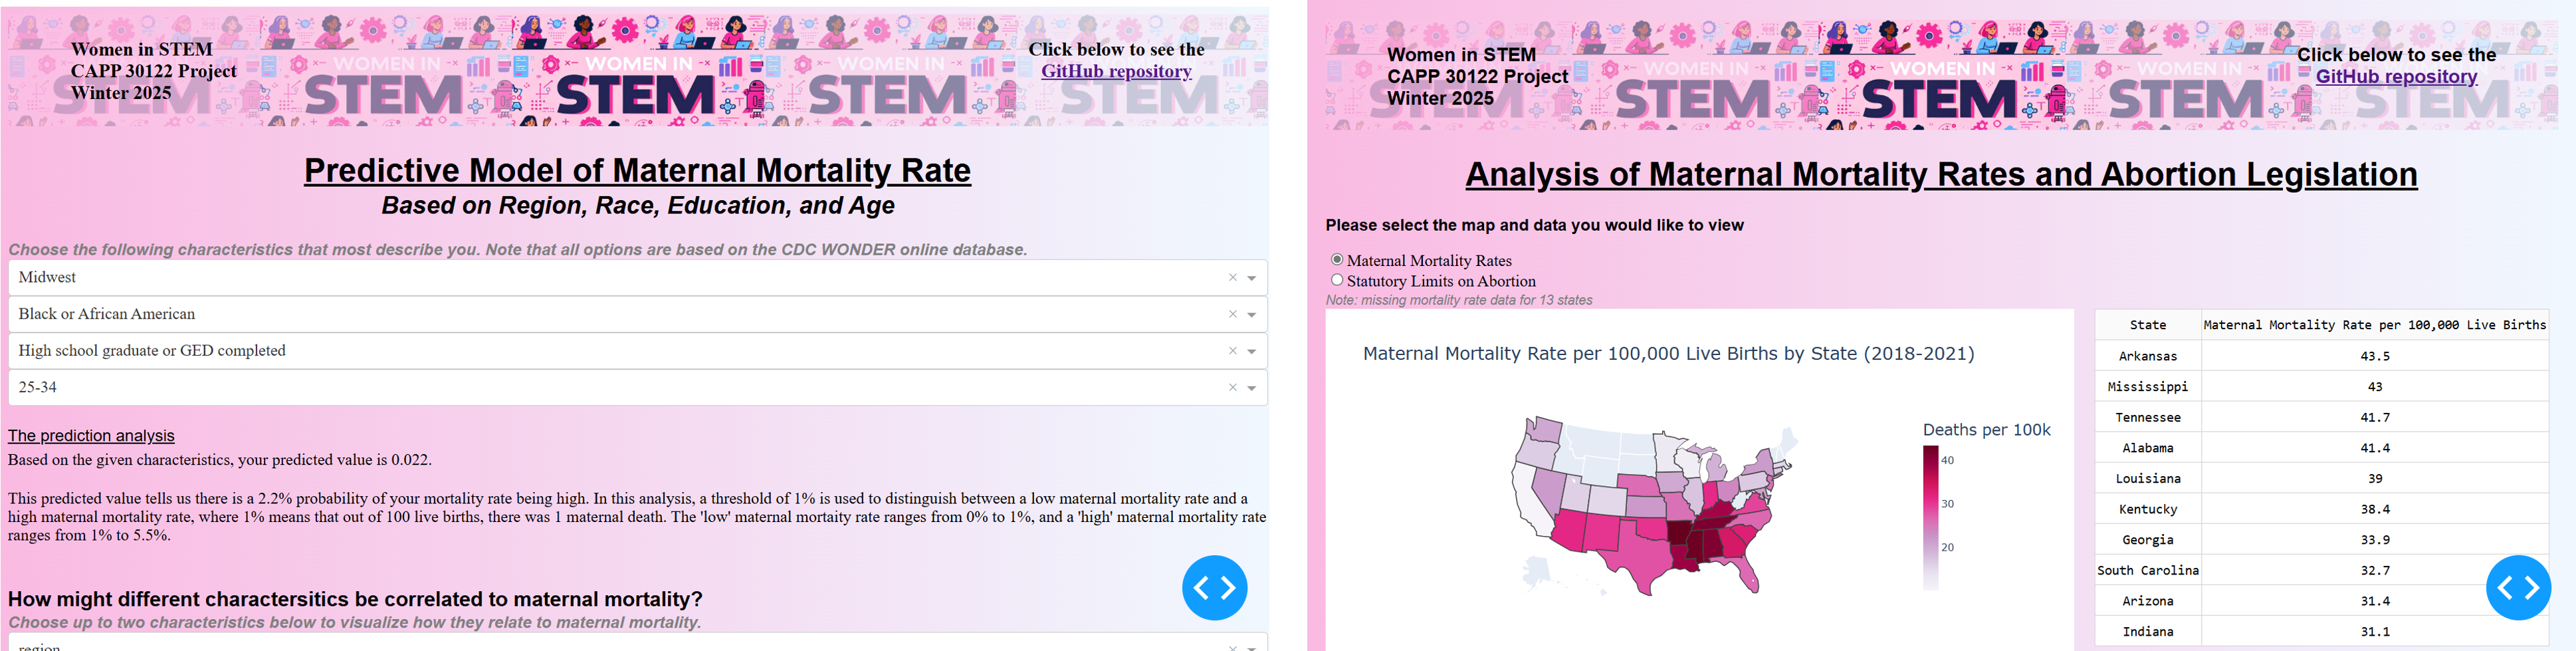 Women in STEM
CAPP 30122 Project
Winter 2025
WOMEN IN
STEM
WOMEN IN
STEM
WOMEN IN
STEM
STEM
Click below to see the
GitHub repository
Predictive Model of Maternal Mortality Rate
Based on Region, Race, Education, and Age
Choose the following characteristics that most describe you. Note that all options are based on the CDC WONDER online database.
Midwest
Black or African American
High school graduate or GED completed
25-34
The prediction analysis
Based on the given characteristics, your predicted value is 0.022.
This predicted value tells us there is a 2.2% probability of your mortality rate being high. In this analysis, a threshold of 1% is used to distinguish between a low maternal mortality rate and a
high maternal mortality rate, where 1% means that out of 100 live births, there was 1 maternal death. The 'low' maternal mortaity rate ranges from 0% to 1%, and a 'high' maternal mortality rate
ranges from 1% to 5.5%.
How might different charactersitics be correlated to maternal mortality?
Choose up to two characteristics below to visualize how they relate to maternal mortality.
region
Women in STEM
CAPP 30122 Project
Winter 2025
WOMEN IN
STEM
WOMEN IN
STEM
WOMEN IN
STEM
STEM
Click below to see the
GitHub repository
Analysis of Maternal Mortality Rates and Abortion Legislation
Please select the map and data you would like to view
Maternal Mortality Rates
Statutory Limits on Abortion
Note: missing mortality rate data for 13 states
Maternal Mortality Rate per 100,000 Live Births by State (2018-2021)
Deaths per 100k
40
30
20
State Maternal Mortality Rate per 100,000 Live Births
Arkansas 43.5
Mississippi 43
Tennessee 41.7
Alabama 41.4
Louisiana 39
Kentucky 38.4
Georgia 33.9
South Carolina 32.7
Arizona 31.4
Indiana 31.1